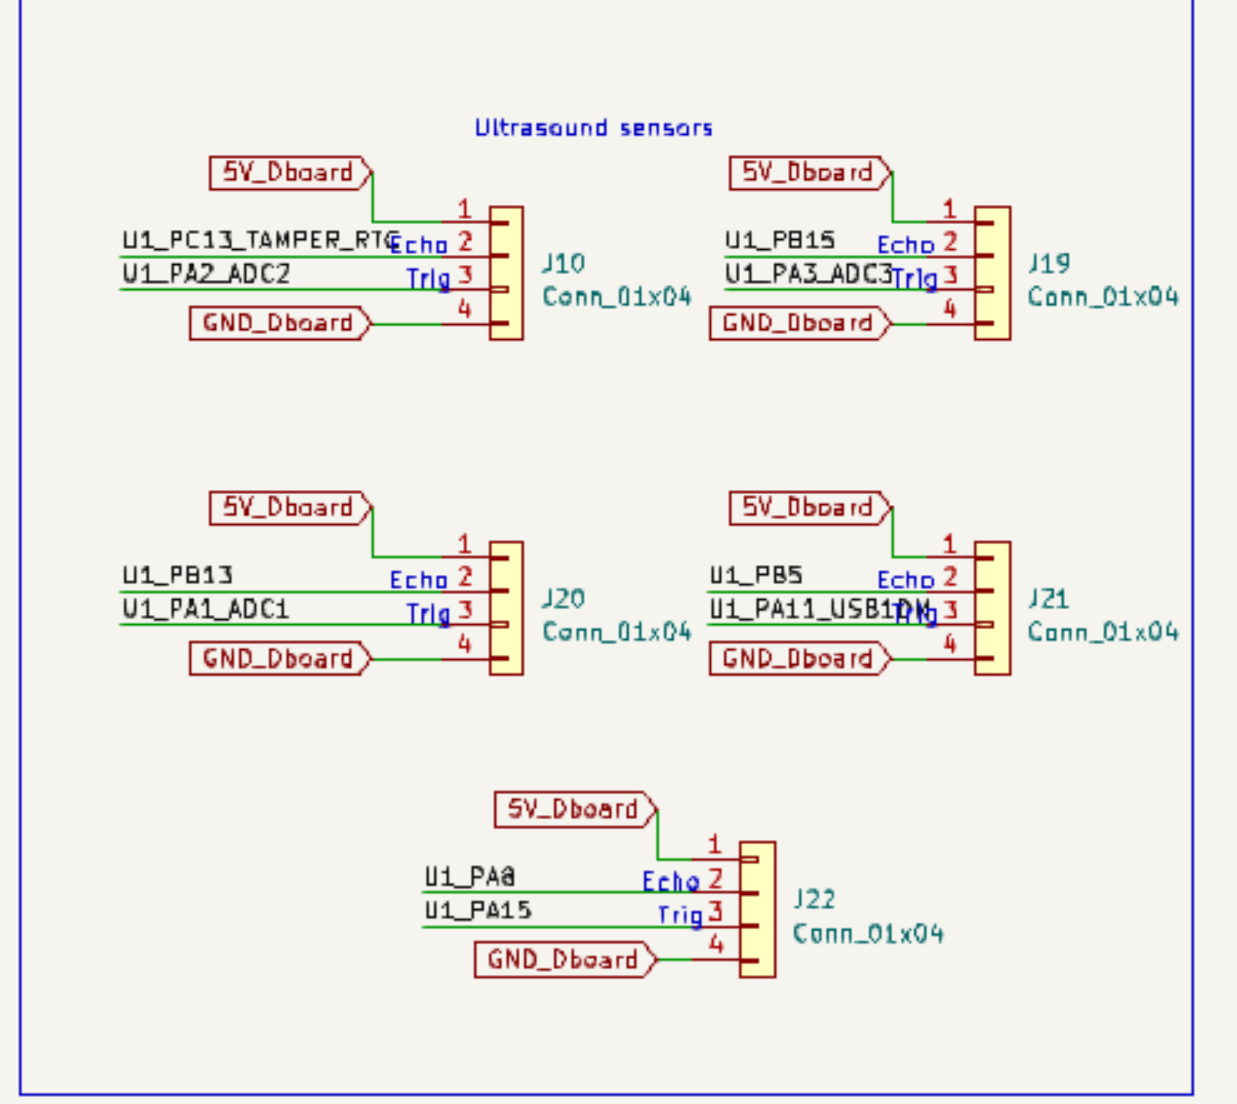 Ultrasound sensors
5V_Dboard
1
U1_PC13_TAMPER_RTC
Echo 2
U1_PA2_ADC2
Trig 3
GND_Dboard
4
J10
Conn_01x04
5V_Dboard
1
U1_PB15
Echo 2
U1_PA3_ADC3
Trig 3
GND_Dboard
4
J19
Conn_01x04
5V_Dboard
1
U1_PB13
Echo 2
U1_PA1_ADC1
Trig 3
GND_Dboard
4
J20
Conn_01x04
5V_Dboard
1
U1_PB5
Echo 2
U1_PA11_USB1DM
Trig 3
GND_Dboard
4
J21
Conn_01x04
5V_Dboard
1
U1_PA8
Echo 2
U1_PA15
Trig 3
GND_Dboard
4
J22
Conn_01x04